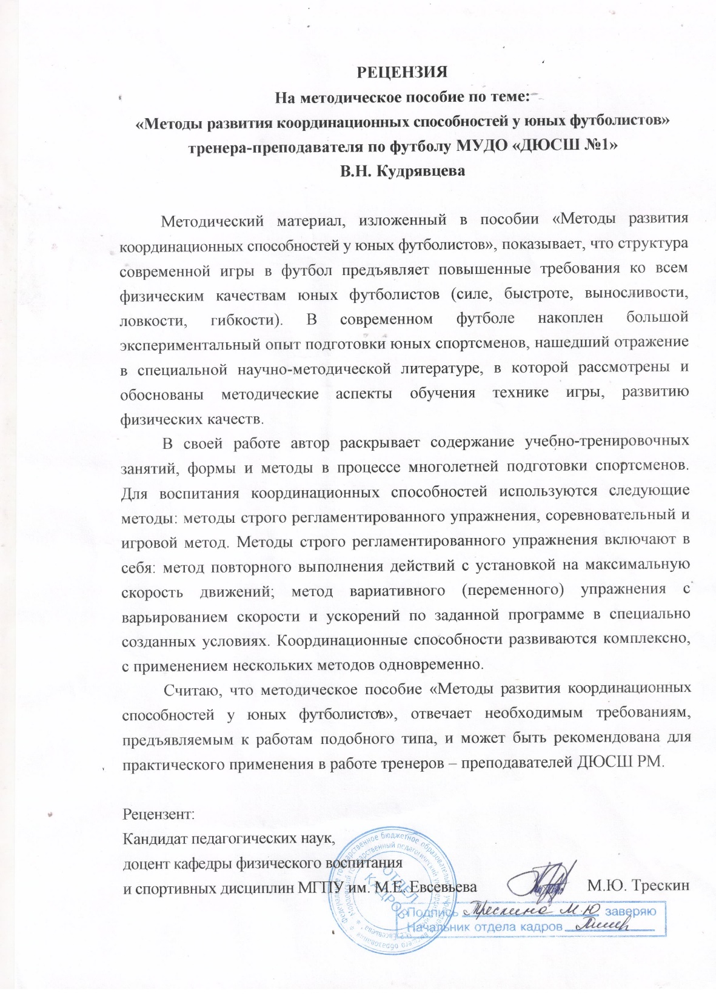 РЕЦЕНЗИЯ
На методическое пособие по теме:
«Методы развития координационных способностей у юных футболистов»
тренера-преподавателя по футболу МУДО «ДЮСШ №1»
В.Н. Кудрявцева
Методический материал, изложенный в пособии «Методы развития
координационных способностей у юных футболистов», показывает, что структура
современной игры в футбол предъявляет повышенные требования ко всем
физическим качествам юных футболистов (силе, быстроте, выносливости,
ловкости, гибкости). В современном футболе накоплен большой
экспериментальный опыт подготовки юных спортсменов, нашедший отражение
в специальной научно-методической литературе, в которой рассмотрены и
обоснованы методические аспекты обучения технике игры, развитию
физических качеств.
В своей работе автор раскрывает содержание учебно-тренировочных
занятий, формы и методы в процессе многолетней подготовки спортсменов.
Для воспитания координационных способностей используются следующие
методы: методы строго регламентированного упражнения, соревновательный и
игровой метод. Методы строго регламентированного упражнения включают в
себя: метод повторного выполнения действий с установкой на максимальную
скорость движений; метод вариативного (переменного) упражнения с
варьированием скорости и ускорений по заданной программе в специально
созданных условиях. Координационные способности развиваются комплексно,
с применением нескольких методов одновременно.
Считаю, что методическое пособие «Методы развития координационных
способностей у юных футболистов», отвечает необходимым требованиям,
предъявляемым к работам подобного типа, и может быть рекомендована для
практического применения в работе тренеров – преподавателей ДЮСШ РМ.
Рецензент:
Кандидат педагогических наук,
доцент кафедры физического воспитания
и спортивных дисциплин МГПУ им. М.Е. Евсевьева М.Ю. Трескин
ОТДЕЛ
КАДРОВ
Подпись Трескина М.Ю заверяю
Начальник отдела кадров